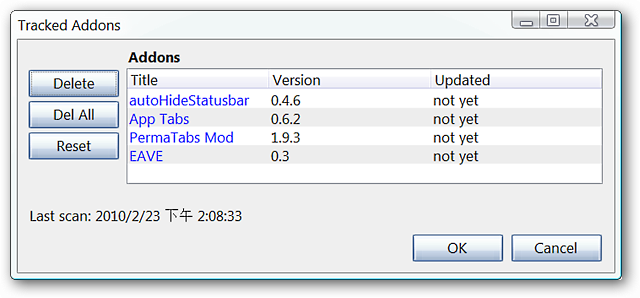 Tracked Addons
Addons
Delete
Del All
Reset
Title Version Updated
autoHideStatusbar 0.4.6 not yet
App Tabs 0.6.2 not yet
PermaTabs Mod 1.9.3 not yet
EAVE 0.3 not yet
Last scan: 2010/2/23 下午 2:08:33
OK Cancel